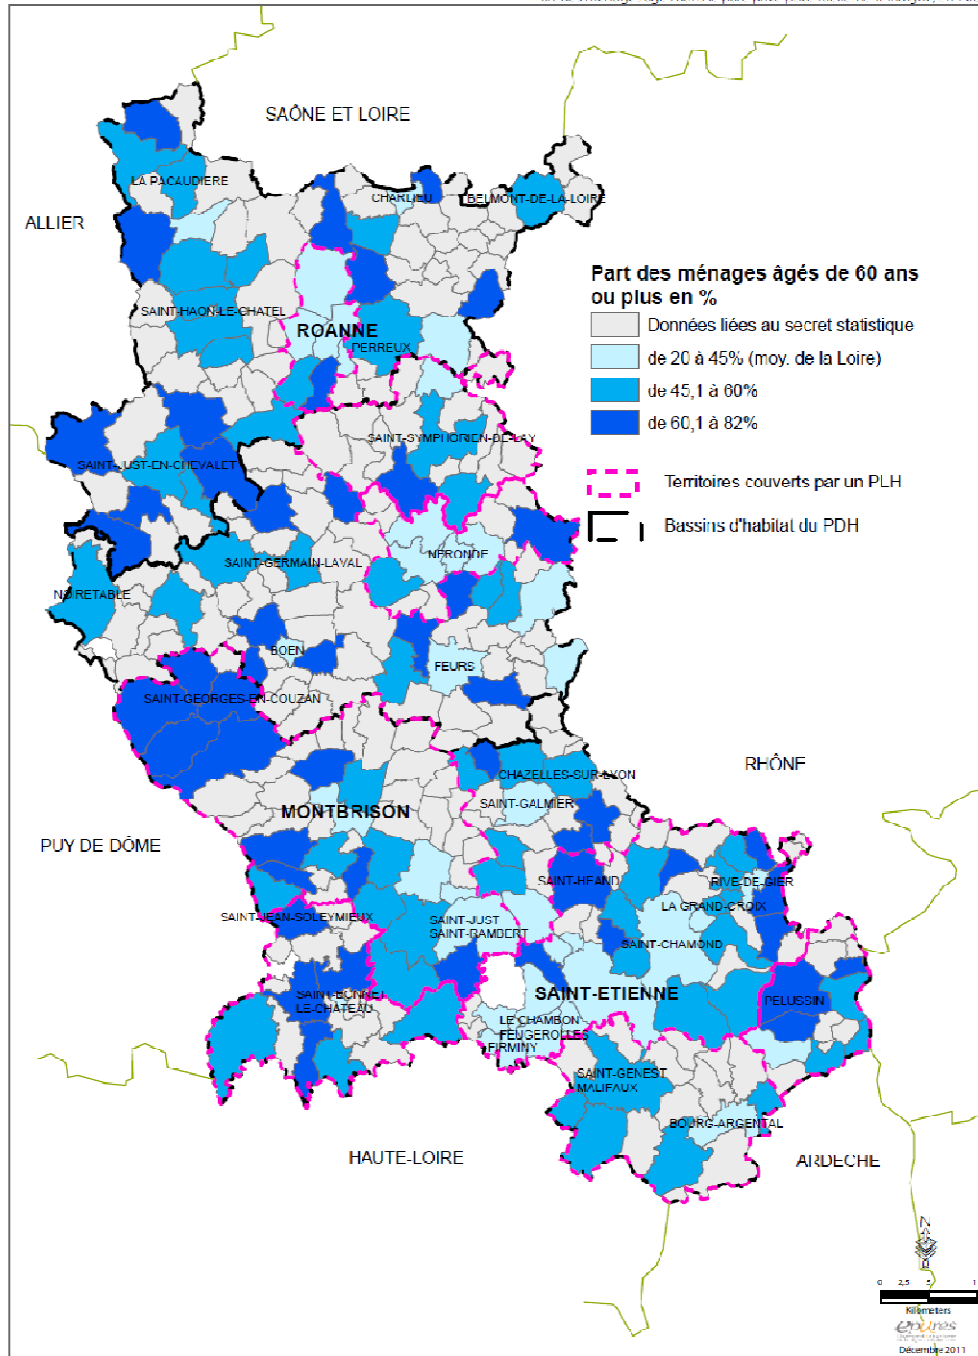 SAÔNE ET LOIRE
LA PACAUDIERE
CHARLIEU
BELMONT-DE-LA-LOIRE
ALLIER
Part des ménages âgés de 60 ans
ou plus en %
Données liées au secret statistique
de 20 à 45% (moy. de la Loire)
de 45,1 à 60%
de 60,1 à 82%
Territoires couverts par un PLH
Bassins d'habitat du PDH
SAINT-HAON-LE-CHATEL
ROANNE
PERREUX
SAINT-SYMPHORIEN-DE-LAY
SAINT-JUST-EN-CHEVALET
NERONDE
SAINT-GERMAIN-LAVAL
NOIRETABLE
BOEN
FEURS
SAINT-GEORGES-EN-COUZAN
RHÔNE
CHAZELLES-SUR-LYON
SAINT-GALMIER
MONTBRISON
PUY DE DÔME
SAINT-HEAND
RIVE-DE-GIER
LA GRAND-CROIX
SAINT-JEAN-SOLEYMIEUX
SAINT-JUST
SAINT-RAMBERT
SAINT-CHAMOND
SAINT-ETIENNE
PELUSSIN
SAINT-BONNET
LE-CHATEAU
LE CHAMBON
FEUGEROLLES
FIRMINY
SAINT-GENEST
MALIFAUX
BOURG-ARGENTAL
HAUTE-LOIRE
ARDECHE
N
0 2,5 5 1
Kilometers
epures
Décembre 2011